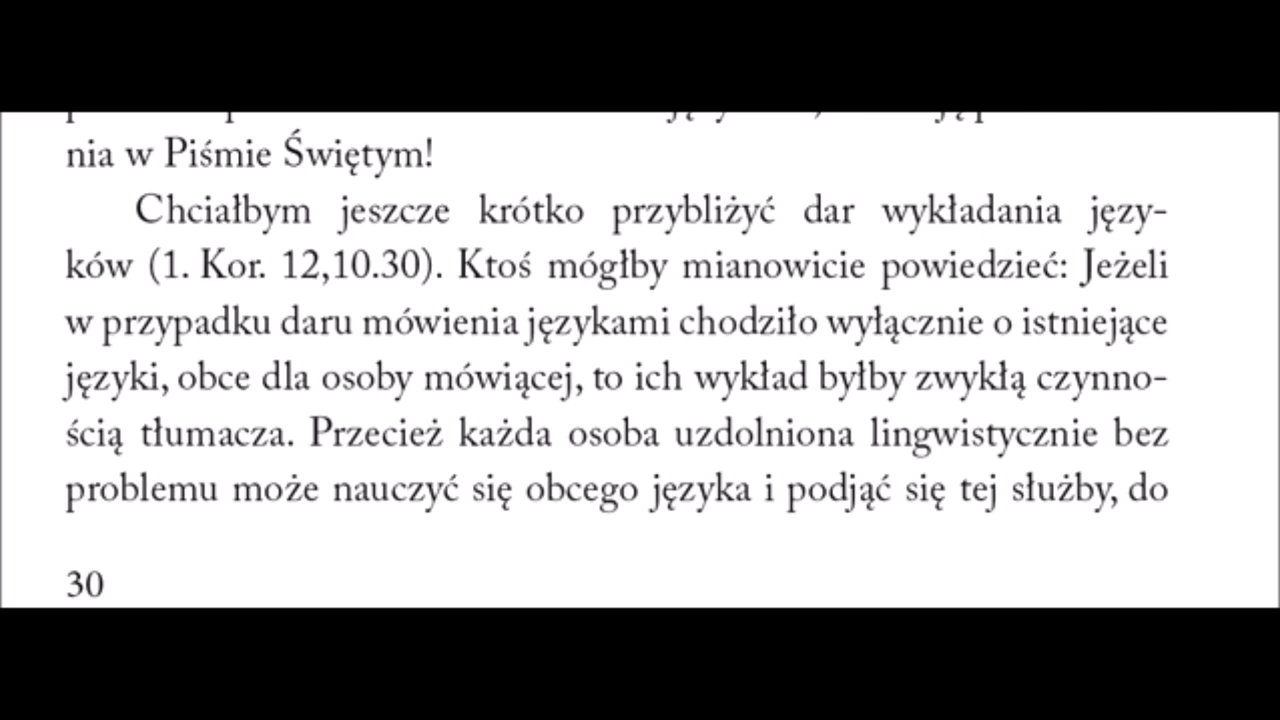 nia w Piśmie Świętym!
Chciałbym jeszcze krótko przybliżyć dar wykładania języ-
ków (1. Kor. 12,10.30). Ktoś mógłby mianowicie powiedzieć: Jeżeli
w przypadku daru mówienia językami chodziło wyłącznie o istniejące
języki, obce dla osoby mówiącej, to ich wykład byłby zwykłą czynno-
ścią tłumacza. Przecież każda osoba uzdolniona lingwistycznie bez
problemu może nauczyć się obcego języka i podjąć się tej służby, do
30